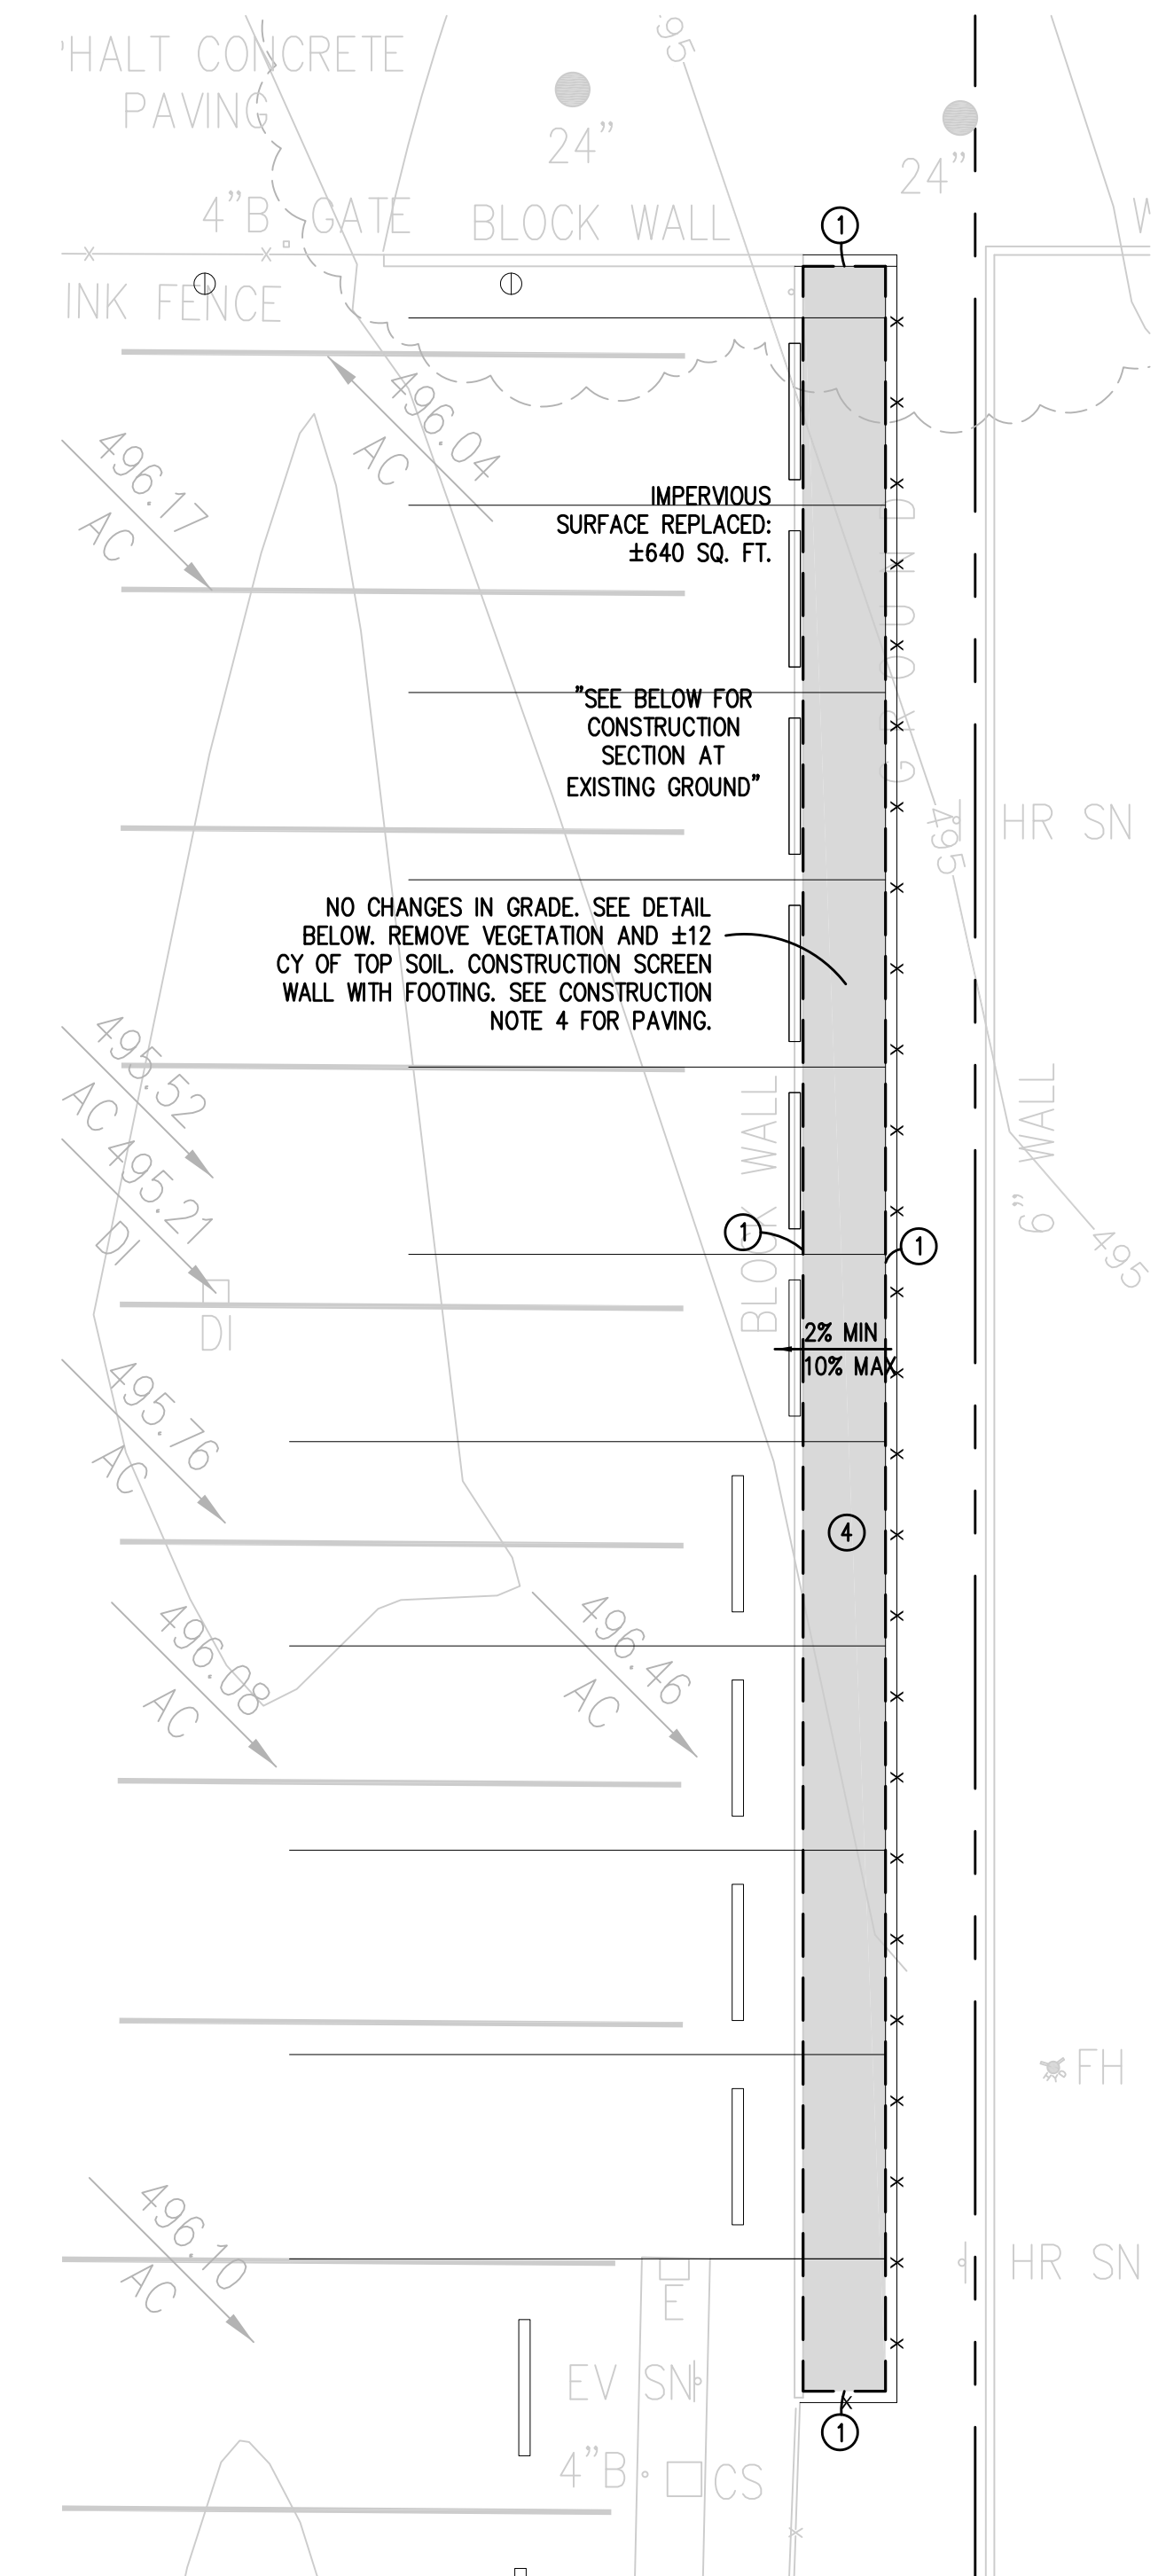 'HALT CONCRETE
PAVING
95
24"
24"
4"B GATE
BLOCK WALL
W
1
INK FENCE
496.04
AC
496.17
AC
IMPERVIOUS
SURFACE REPLACED:
±640 SQ. FT.
GROUND
"SEE BELOW FOR
CONSTRUCTION
SECTION AT
EXISTING GROUND"
495
HR SN
NO CHANGES IN GRADE. SEE DETAIL
BELOW. REMOVE VEGETATION AND ±12
CY OF TOP SOIL. CONSTRUCTION SCREEN
WALL WITH FOOTING. SEE CONSTRUCTION
NOTE 4 FOR PAVING.
495.52
AC
495.21
DI
DI
BLOCK WALL
6" WALL
1
1
495
2% MIN
10% MAX
495.76
AC
4
496.08
AC
496.46
AC
FH
496.10
AC
HR SN
E
EV SN
1
4"B
CS